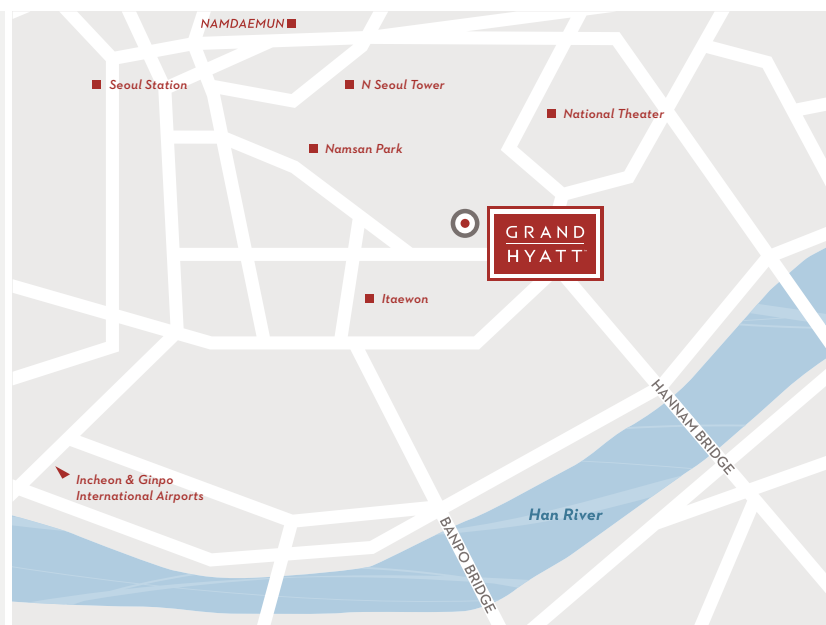 NAMDAEMUN
Seoul Station
N Seoul Tower
National Theater
Namsan Park
GRAND
HYATT™
Itaewon
HANNAM BRIDGE
Incheon & Ginpo
International Airports
Han River
BANPO BRIDGE